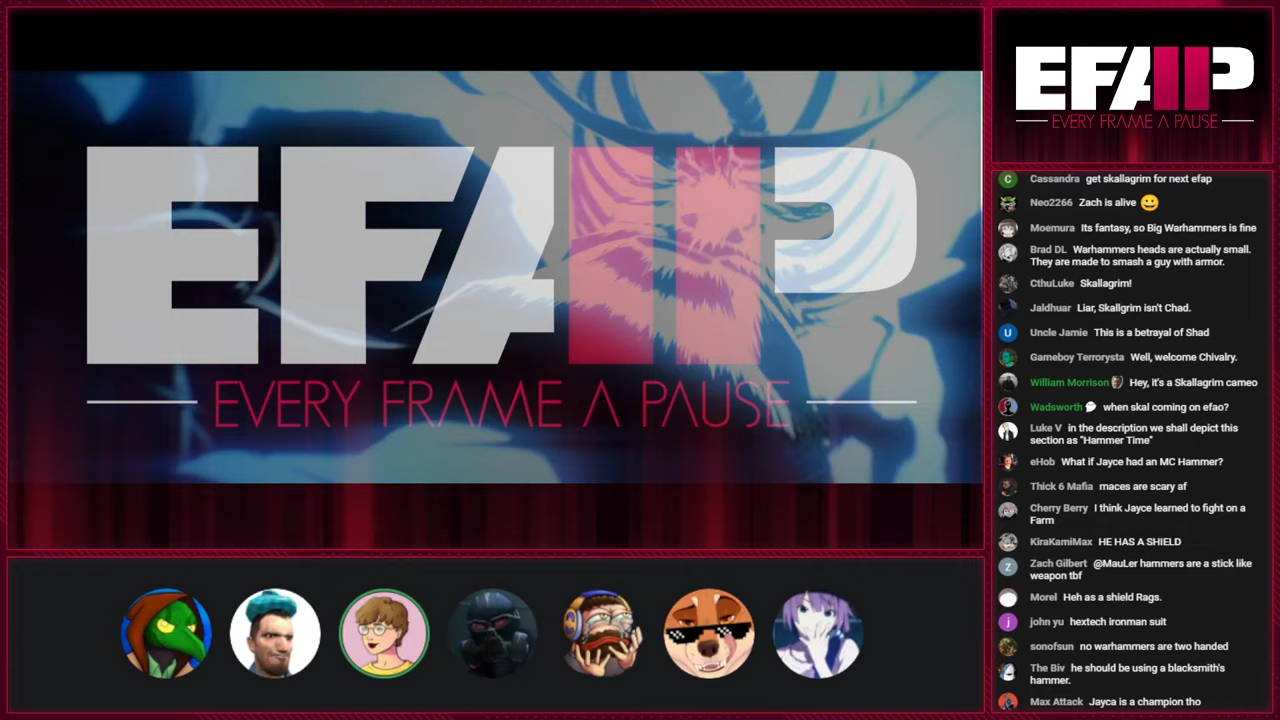 EFAP
EVERY FRAME A PAUSE
EFAP
EVERY FRAME A PAUSE
C Cassandra get skallagrim for next efap
Neo2266 Zach is alive 😀
Moemura Its fantasy, so Big Warhammers is fine
Brad DL Warhammers heads are actually small.
They are made to smash a guy with armor.
CthuLuke Skallagrim!
Jaldhuar Liar, Skallgrim isn't Chad.
U Uncle Jamie This is a betrayal of Shad
Gameboy Terrorysta Well, welcome Chivalry.
William Morrison Hey, it's a Skallagrim cameo
Wadsworth when skal coming on efao?
Luke V in the description we shall depict this
section as "Hammer Time"
eHob What if Jayce had an MC Hammer?
Thick 6 Mafia maces are scary af
Cherry Berry I think Jayce learned to fight on a
Farm
KiraKamiMax HE HAS A SHIELD
Z Zach Gilbert @MauLer hammers are a stick like
weapon tbf
Morel Heh as a shield Rags.
j john yu hextech ironman suit
sonofsun no warhammers are two handed
The Biv he should be using a blacksmith's
hammer.
Max Attack Jayca is a champion tho